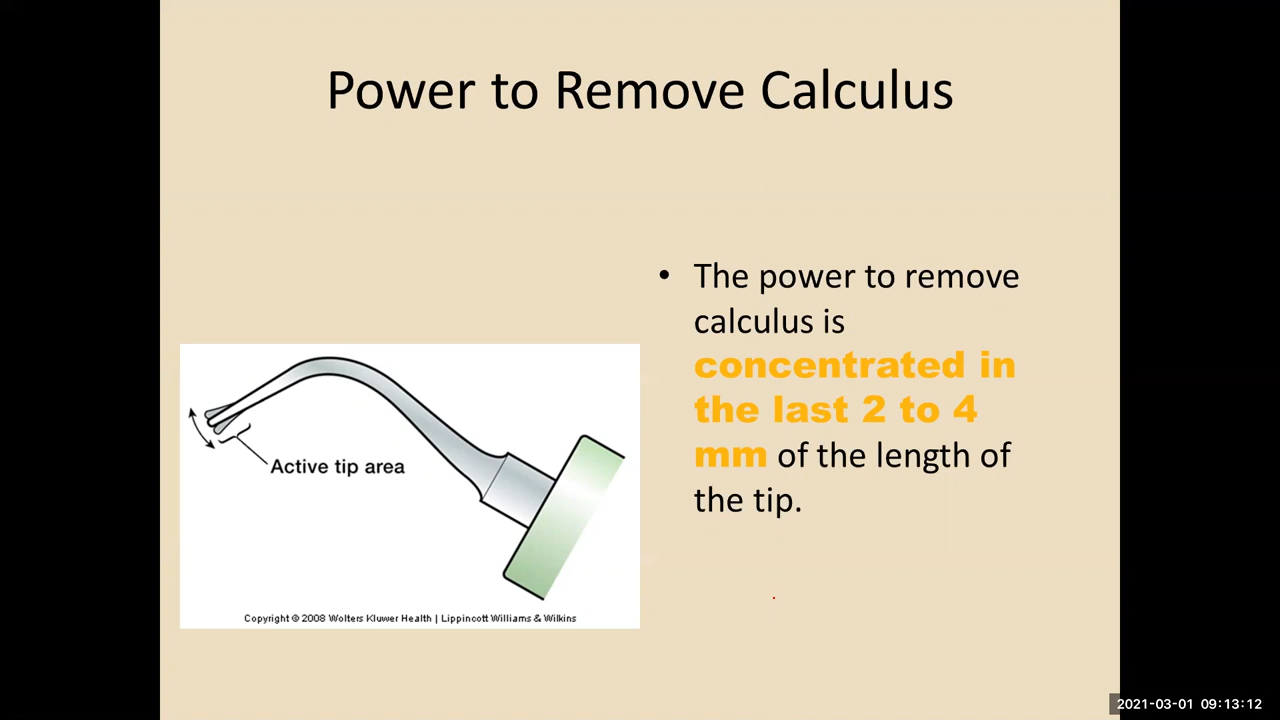 Power to Remove Calculus
• The power to remove
calculus is
concentrated in
the last 2 to 4
mm of the length of
the tip.
Active tip area
Copyright © 2008 Wolters Kluwer Health | Lippincott Williams & Wilkins
2021-03-01 09:13:12